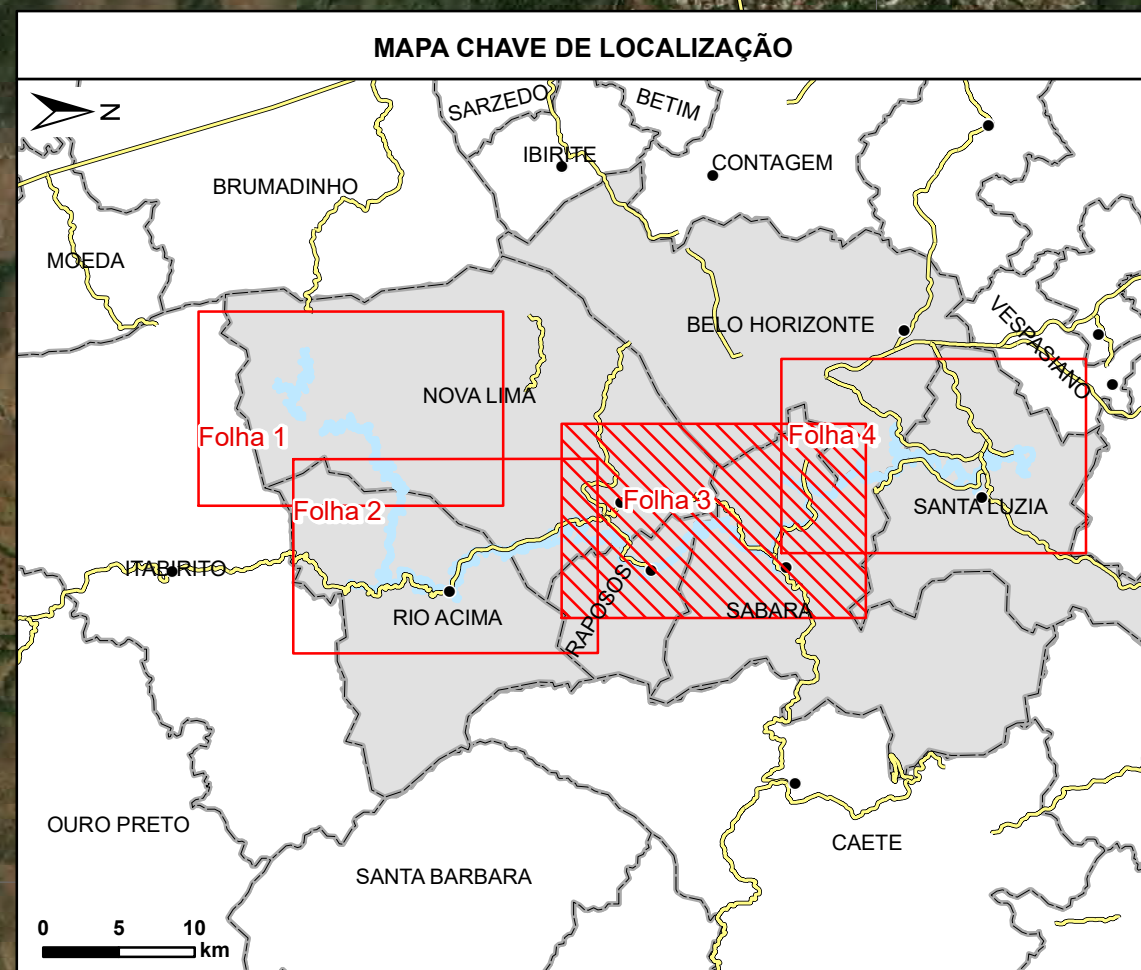 MAPA CHAVE DE LOCALIZAÇÃO
N
SARZEDO
BETIM
IBIRITE
CONTAGEM
BRUMADINHO
MOEDA
VESPASIANO
BELO HORIZONTE
NOVA LIMA
Folha 1
Folha 4
Folha 2
Folha 3
SANTA LUZIA
ITABIRITO
RAPOSOS
RIO ACIMA
SABARA
OURO PRETO
CAETE
SANTA BARBARA
0 5 10
km